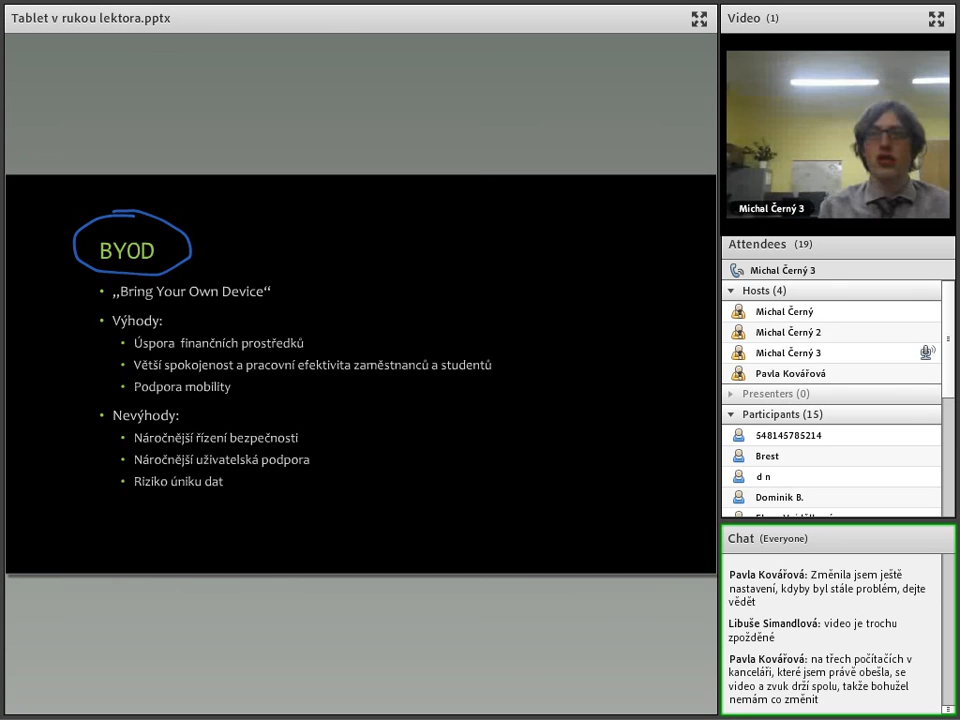 Tablet v rukou lektora.pptx
BYOD
• „Bring Your Own Device“
• Výhody:
• Úspora finančních prostředků
• Větší spokojenost a pracovní efektivita zaměstnanců a studentů
• Podpora mobility
• Nevýhody:
• Náročnější řízení bezpečnosti
• Náročnější uživatelská podpora
• Riziko úniku dat
Video (1)
Michal Černý 3
Attendees (19)
Michal Černý 3
Hosts (4)
Michal Černý
Michal Černý 2
Michal Černý 3
Pavla Kovářová
Presenters (0)
Participants (15)
548145785214
Brest
d n
Dominik B.
Chat (Everyone)
Pavla Kovářová: Změnila jsem ještě
nastavení, kdyby byl stále problém, dejte
vědět
Libuše Simandlová: video je trochu
zpožděné
Pavla Kovářová: na třech počítačích v
kanceláři, které jsem právě obešla, se
video a zvuk drží spolu, takže bohužel
nemám co změnit